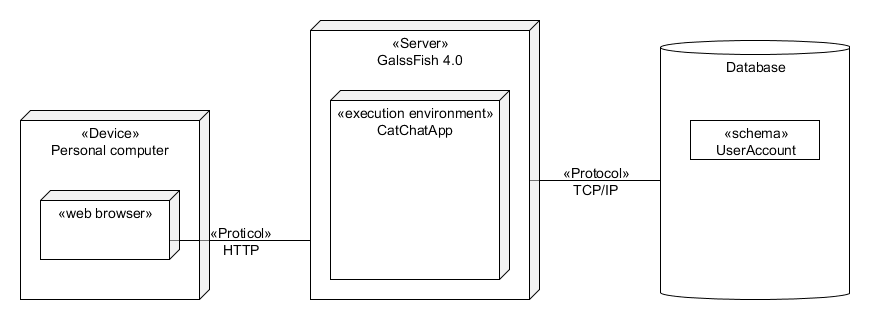 «Device»
Personal computer
«web browser»
«Proticol»
HTTP
«Server»
GalssFish 4.0
«execution environment»
CatChatApp
«Protocol»
TCP/IP
Database
«schema»
UserAccount